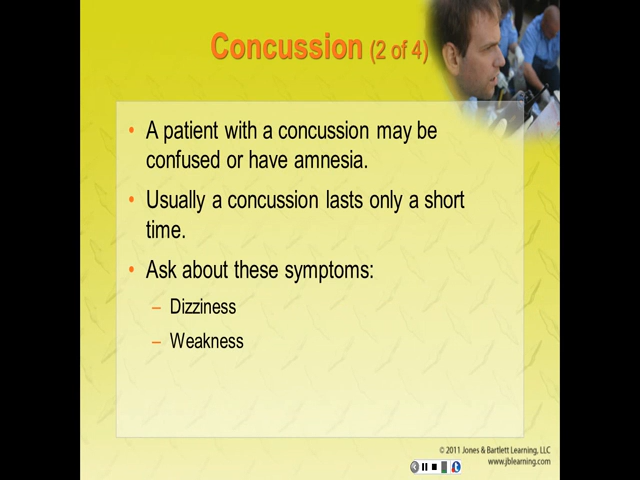 Concussion (2 of 4)
• A patient with a concussion may be
confused or have amnesia.
• Usually a concussion lasts only a short
time.
• Ask about these symptoms:
– Dizziness
– Weakness
© 2011 Jones & Bartlett Learning, LLC
www.jblearning.com